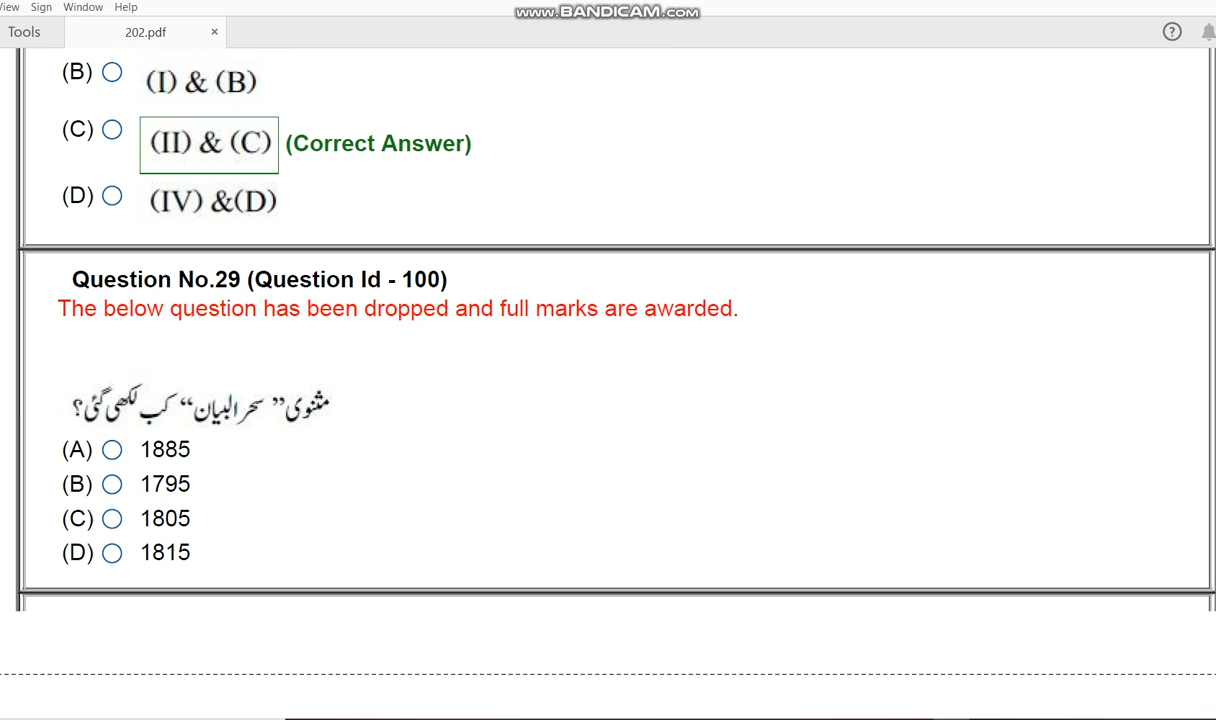 View Sign Window Help
www.BANDICAM.com
Tools 202.pdf ×
?
(B) (I) & (B)
(C) (II) & (C) (Correct Answer)
(D) (IV) &(D)
Question No.29 (Question Id - 100)
The below question has been dropped and full marks are awarded.
مثنوی ”سحر البیان“ کب لکھی گئی؟
(A) 1885
(B) 1795
(C) 1805
(D) 1815